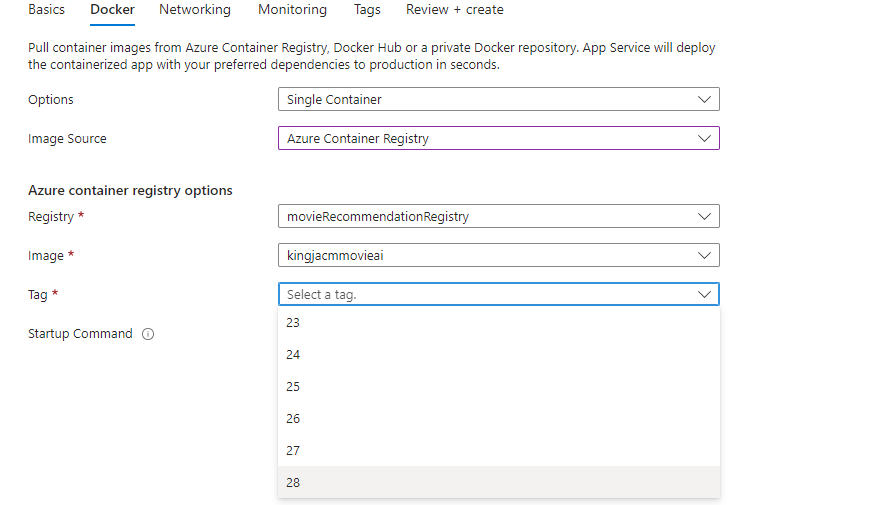 Basics Docker Networking Monitoring Tags Review + create
Pull container images from Azure Container Registry, Docker Hub or a private Docker repository. App Service will deploy
the containerized app with your preferred dependencies to production in seconds.
Options Single Container
Image Source Azure Container Registry
Azure container registry options
Registry * movieRecommendationRegistry
Image * kingjacmmovieai
Tag * Select a tag.
23
Startup Command
24
25
26
27
28